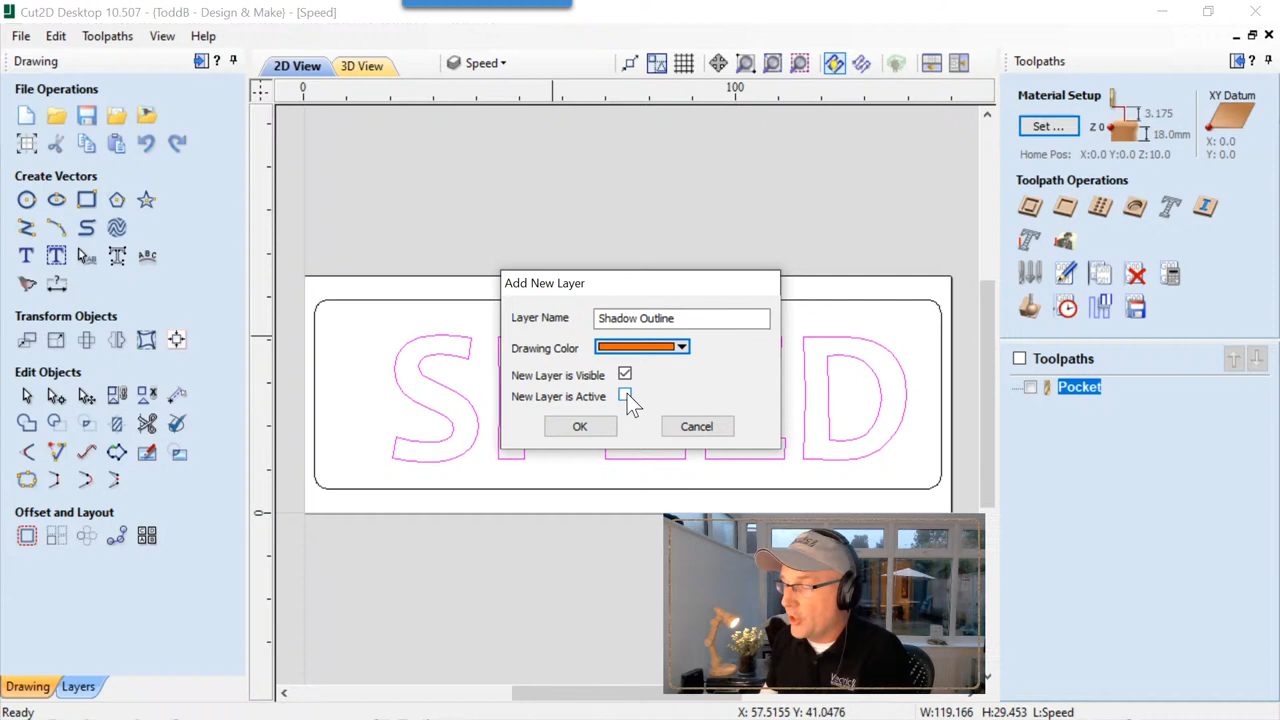 Cut2D Desktop 10.507 - (ToddB - Design & Make) - [Speed]
File Edit Toolpaths View Help
Drawing
2D View
3D View
Speed
Toolpaths
File Operations
0
100
Material Setup
XY Datum
Set ...
Z 0
3.175
18.0mm
X: 0.0
Y: 0.0
Home Pos: X:0.0 Y:0.0 Z:10.0
Create Vectors
Toolpath Operations
Transform Objects
Edit Objects
Offset and Layout
Add New Layer
Layer Name Shadow Outline
Drawing Color
New Layer is Visible
New Layer is Active
OK
Cancel
SPEED
0
Toolpaths
Pocket
Vectric
Drawing
Layers
Ready
X: 57.5155 Y: 41.0476
W:119.166 H:29.453 L:Speed